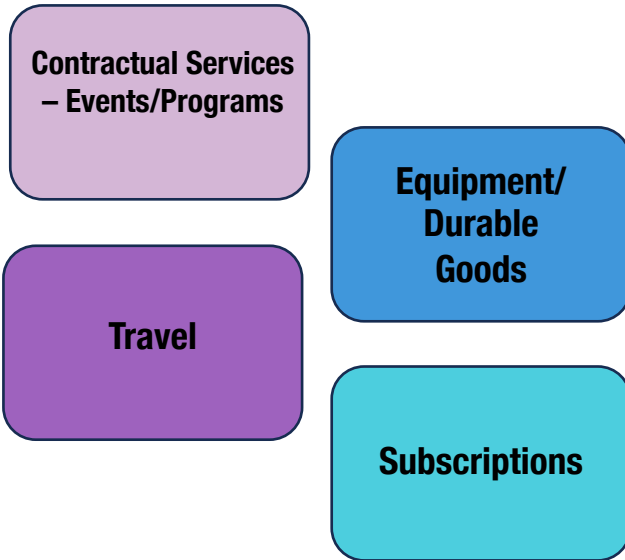 Contractual Services
– Events/Programs
Equipment/
Durable
Goods
Travel
Subscriptions